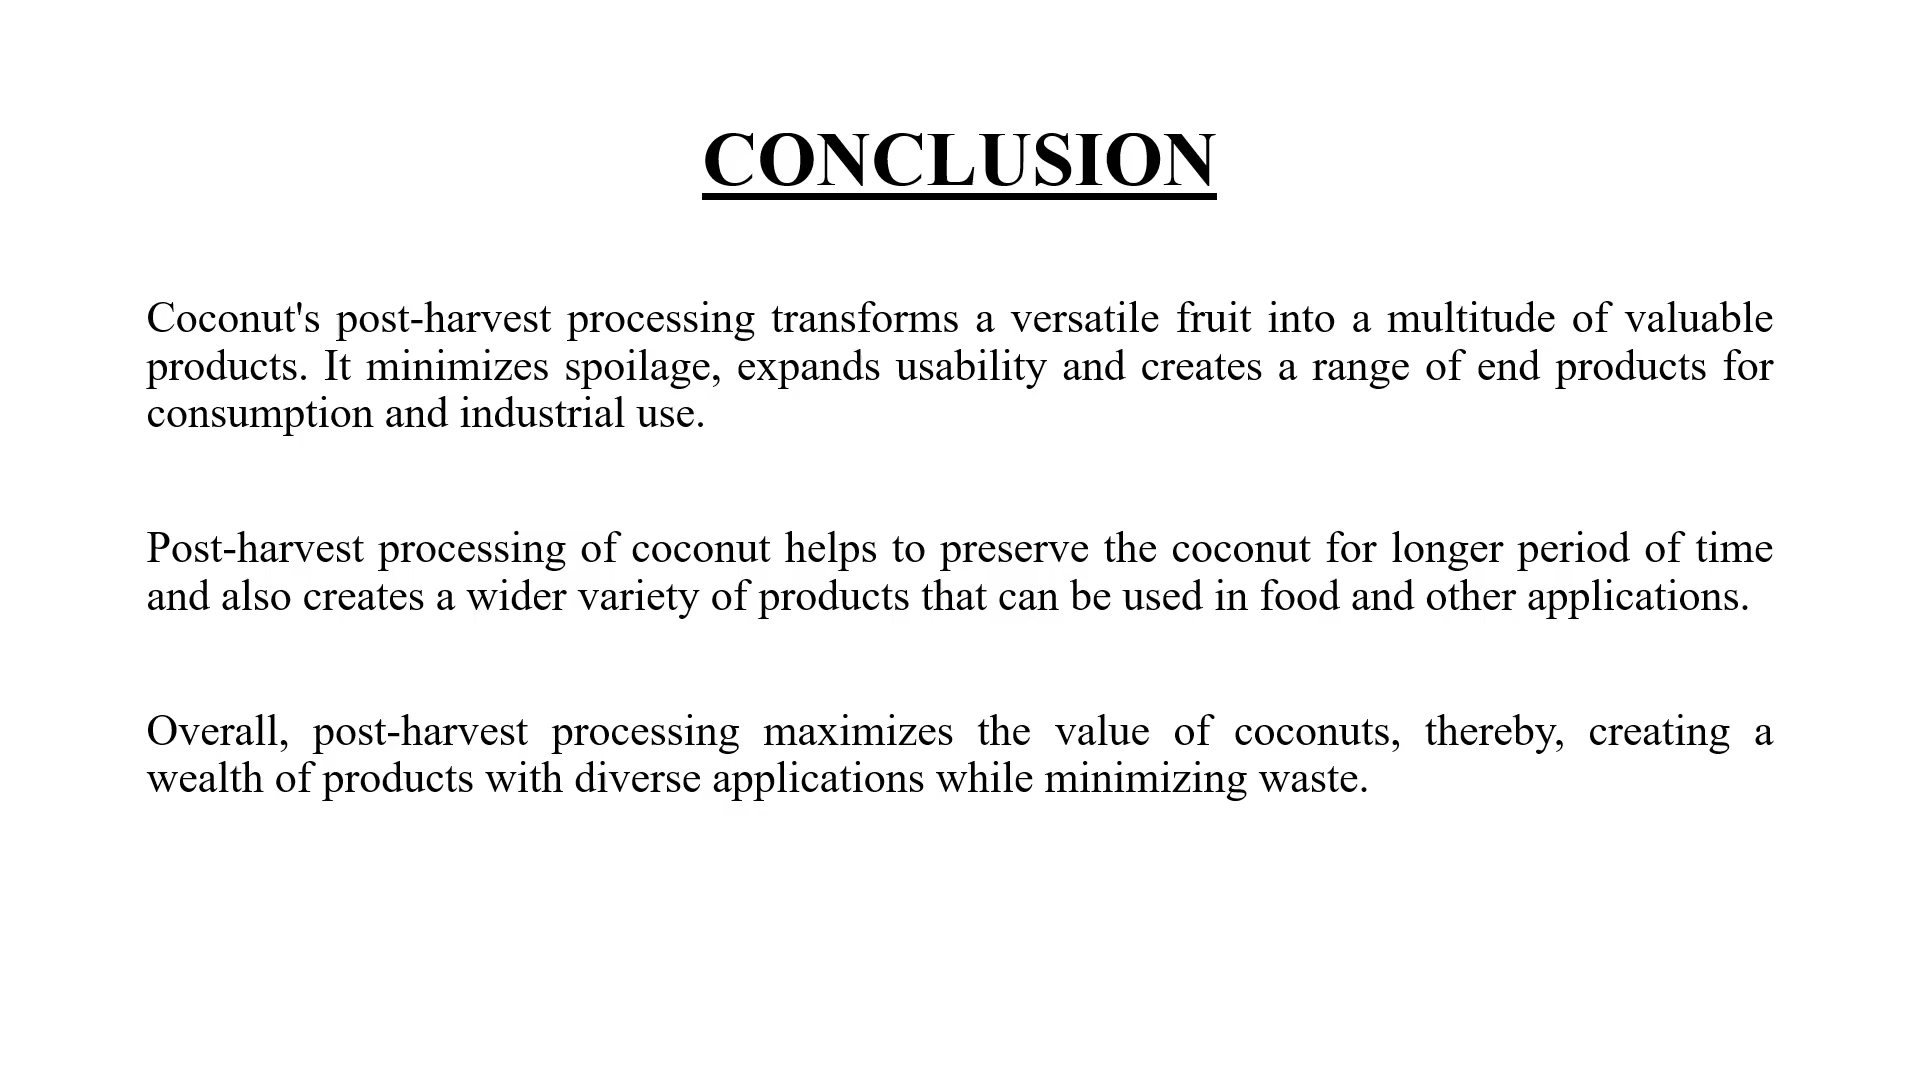 CONCLUSION
Coconut's post-harvest processing transforms a versatile fruit into a multitude of valuable
products. It minimizes spoilage, expands usability and creates a range of end products for
consumption and industrial use.
Post-harvest processing of coconut helps to preserve the coconut for longer period of time
and also creates a wider variety of products that can be used in food and other applications.
Overall, post-harvest processing maximizes the value of coconuts, thereby, creating a
wealth of products with diverse applications while minimizing waste.